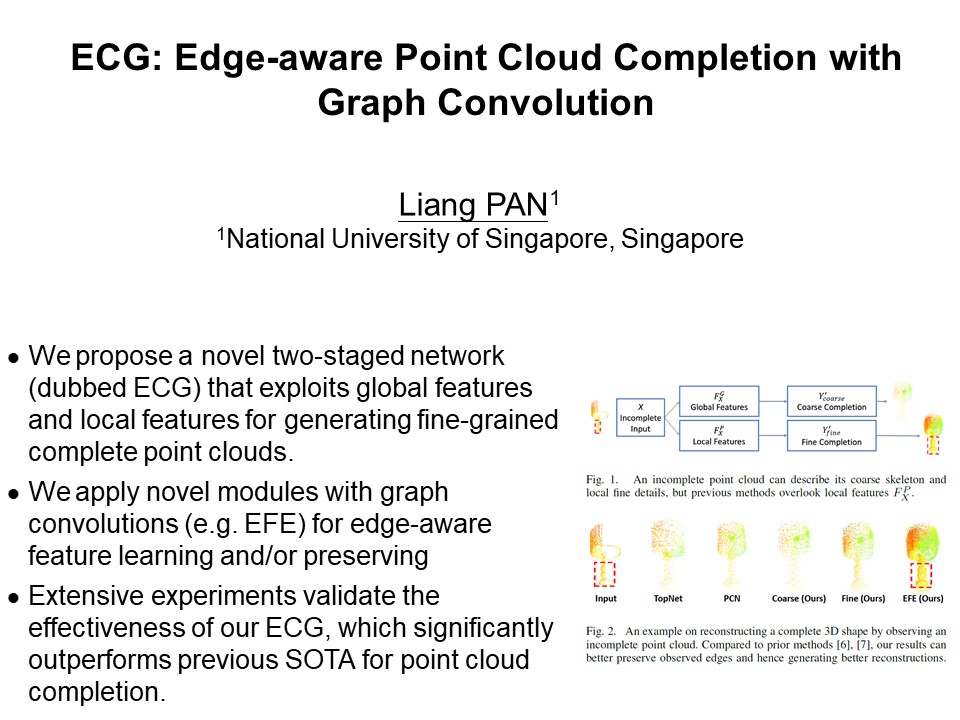 ECG: Edge-aware Point Cloud Completion with
Graph Convolution
Liang PAN¹
¹National University of Singapore, Singapore
• We propose a novel two-staged network
(dubbed ECG) that exploits global features
and local features for generating fine-grained
complete point clouds.
• We apply novel modules with graph
convolutions (e.g. EFE) for edge-aware
feature learning and/or preserving
• Extensive experiments validate the
effectiveness of our ECG, which significantly
outperforms previous SOTA for point cloud
completion.
X
Incomplete
Input
F_X^G
Global Features
Y'_coarse
Coarse Completion
F_X^P
Local Features
Y'_fine
Fine Completion
Fig. 1. An incomplete point cloud can describe its coarse skeleton and
local fine details, but previous methods overlook local features F_X^P.
Input TopNet PCN Coarse (Ours) Fine (Ours) EFE (Ours)
Fig. 2. An example on reconstructing a complete 3D shape by observing an
incomplete point cloud. Compared to prior methods [6], [7], our results can
better preserve observed edges and hence generating better reconstructions.